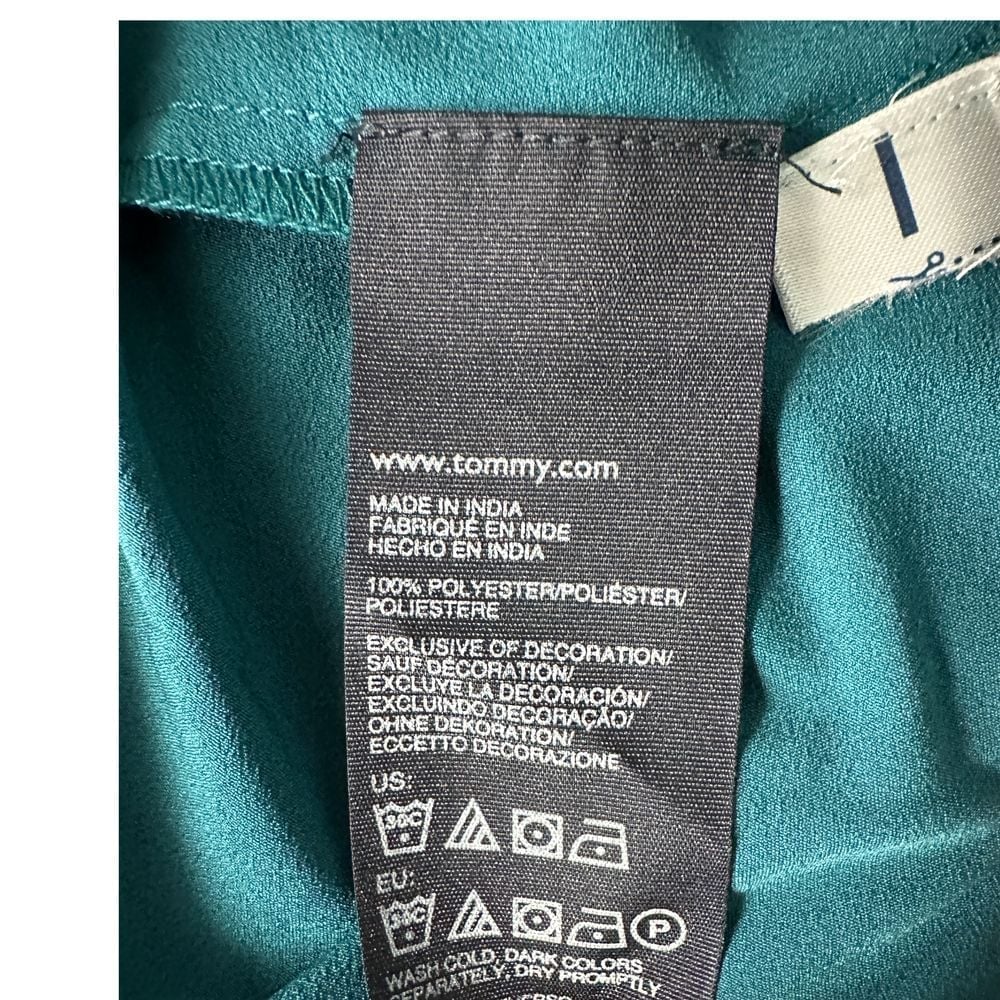 www.tommy.com
MADE IN INDIA
FABRIQUÉ EN INDE
HECHO EN INDIA
100% POLYESTER/POLIÉSTER/
POLIESTERE
EXCLUSIVE OF DECORATION/
SAUF DÉCORATION/
EXCLUYE LA DECORACIÓN/
EXCLUINDO DECORAÇÃO/
OHNE DEKORATION/
ECCETTO DECORAZIONE
US:
30C
EU:
30C P
WASH COLD, DARK COLORS
SEPARATELY, DRY PROMPTLY